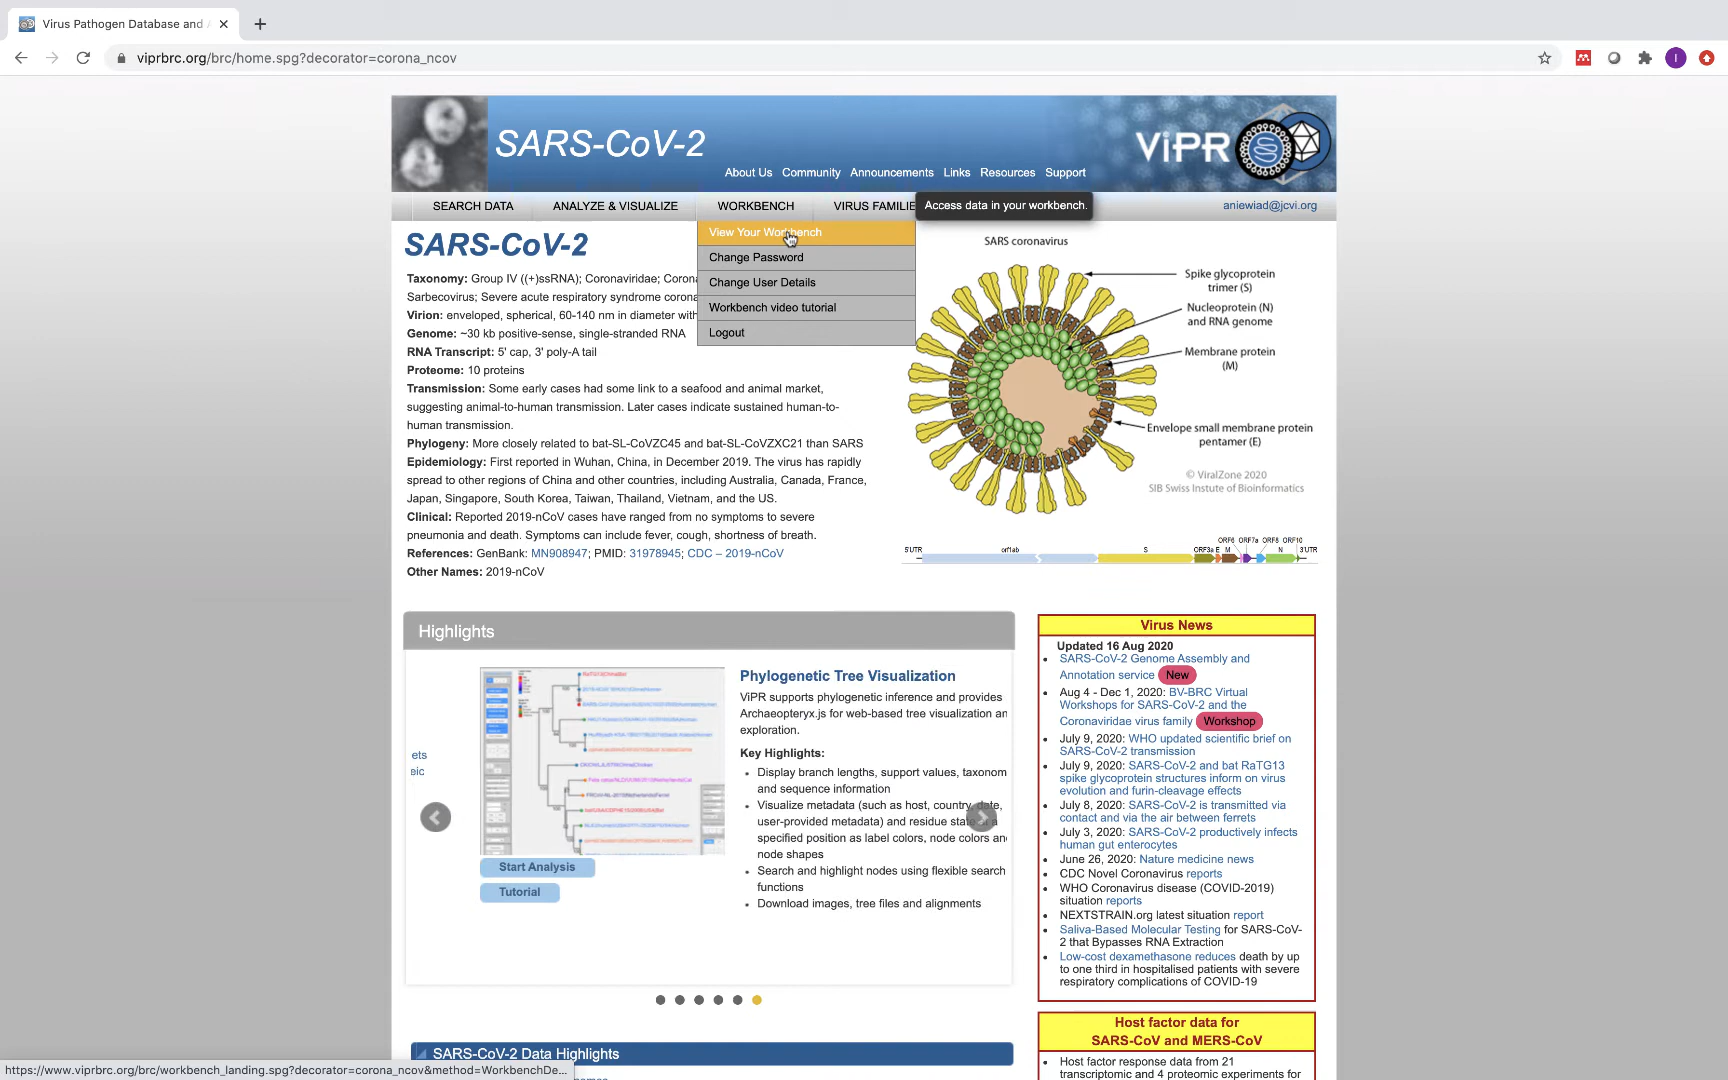 Virus Pathogen Database and
viprbrc.org/brc/home.spg?decorator=corona_ncov
I
SARS-CoV-2
ViPR
About Us Community Announcements Links Resources Support
SEARCH DATA ANALYZE & VISUALIZE WORKBENCH VIRUS FAMILIE
Access data in your workbench.
aniewiad@jcvi.org
View Your Workbench
Change Password
Change User Details
Workbench video tutorial
Logout
SARS-CoV-2
Taxonomy: Group IV ((+)ssRNA); Coronaviridae; Corona
Sarbecovirus; Severe acute respiratory syndrome corona
Virion: enveloped, spherical, 60-140 nm in diameter with
Genome: ~30 kb positive-sense, single-stranded RNA
RNA Transcript: 5' cap, 3' poly-A tail
Proteome: 10 proteins
Transmission: Some early cases had some link to a seafood and animal market,
suggesting animal-to-human transmission. Later cases indicate sustained human-to-
human transmission.
Phylogeny: More closely related to bat-SL-CoVZC45 and bat-SL-CoVZXC21 than SARS
Epidemiology: First reported in Wuhan, China, in December 2019. The virus has rapidly
spread to other regions of China and other countries, including Australia, Canada, France,
Japan, Singapore, South Korea, Taiwan, Thailand, Vietnam, and the US.
Clinical: Reported 2019-nCoV cases have ranged from no symptoms to severe
pneumonia and death. Symptoms can include fever, cough, shortness of breath.
References: GenBank: MN908947; PMID: 31978945; CDC – 2019-nCoV
Other Names: 2019-nCoV
SARS coronavirus
Spike glycoprotein
trimer (S)
Nucleoprotein (N)
and RNA genome
Membrane protein
(M)
Envelope small membrane protein
pentamer (E)
© ViralZone 2020
SIB Swiss Instute of Bioinformatics
5'UTR orf1ab S ORF3a E M ORF6 ORF7a ORF8 N ORF10 3'UTR
Highlights
ets
eic
Start Analysis
Tutorial
Phylogenetic Tree Visualization
ViPR supports phylogenetic inference and provides
Archaeopteryx.js for web-based tree visualization an
exploration.
Key Highlights:
Display branch lengths, support values, taxonom
and sequence information
Visualize metadata (such as host, country, date,
user-provided metadata) and residue state at a
specified position as label colors, node colors and
node shapes
Search and highlight nodes using flexible search
functions
Download images, tree files and alignments
Virus News
Updated 16 Aug 2020
SARS-CoV-2 Genome Assembly and
Annotation service New
Aug 4 - Dec 1, 2020: BV-BRC Virtual
Workshops for SARS-CoV-2 and the
Coronaviridae virus family Workshop
July 9, 2020: WHO updated scientific brief on
SARS-CoV-2 transmission
July 9, 2020: SARS-CoV-2 and bat RaTG13
spike glycoprotein structures inform on virus
evolution and furin-cleavage effects
July 8, 2020: SARS-CoV-2 is transmitted via
contact and via the air between ferrets
July 3, 2020: SARS-CoV-2 productively infects
human gut enterocytes
June 26, 2020: Nature medicine news
CDC Novel Coronavirus reports
WHO Coronavirus disease (COVID-2019)
situation reports
NEXTSTRAIN.org latest situation report
Saliva-Based Molecular Testing for SARS-CoV-
2 that Bypasses RNA Extraction
Low-cost dexamethasone reduces death by up
to one third in hospitalised patients with severe
respiratory complications of COVID-19
Host factor data for
SARS-CoV and MERS-CoV
Host factor response data from 21
transcriptomic and 4 proteomic experiments for
SARS-CoV-2 Data Highlights
https://www.viprbrc.org/brc/workbench_landing.spg?decorator=corona_ncov&method=WorkbenchDe...